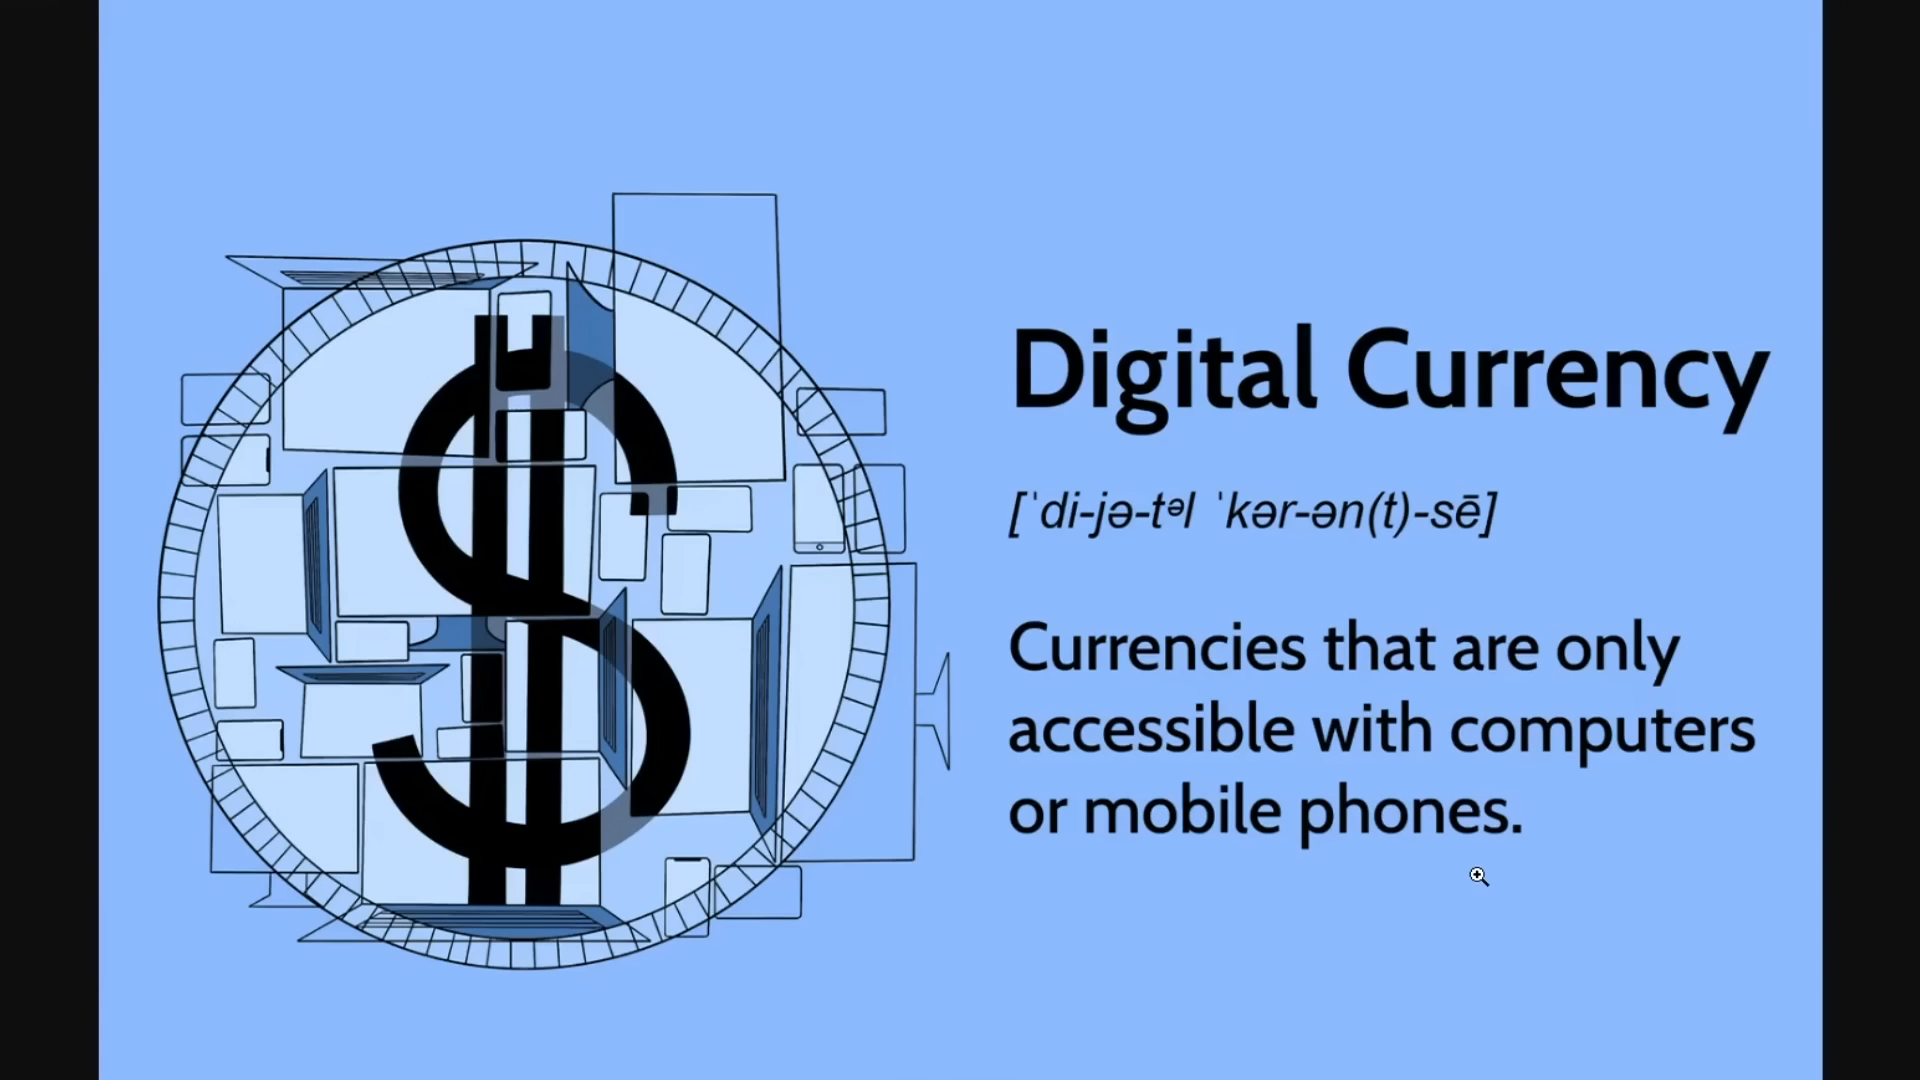 Digital Currency
[ˈdi-jə-tᵊl ˈkər-ən(t)-sē]
Currencies that are only
accessible with computers
or mobile phones.